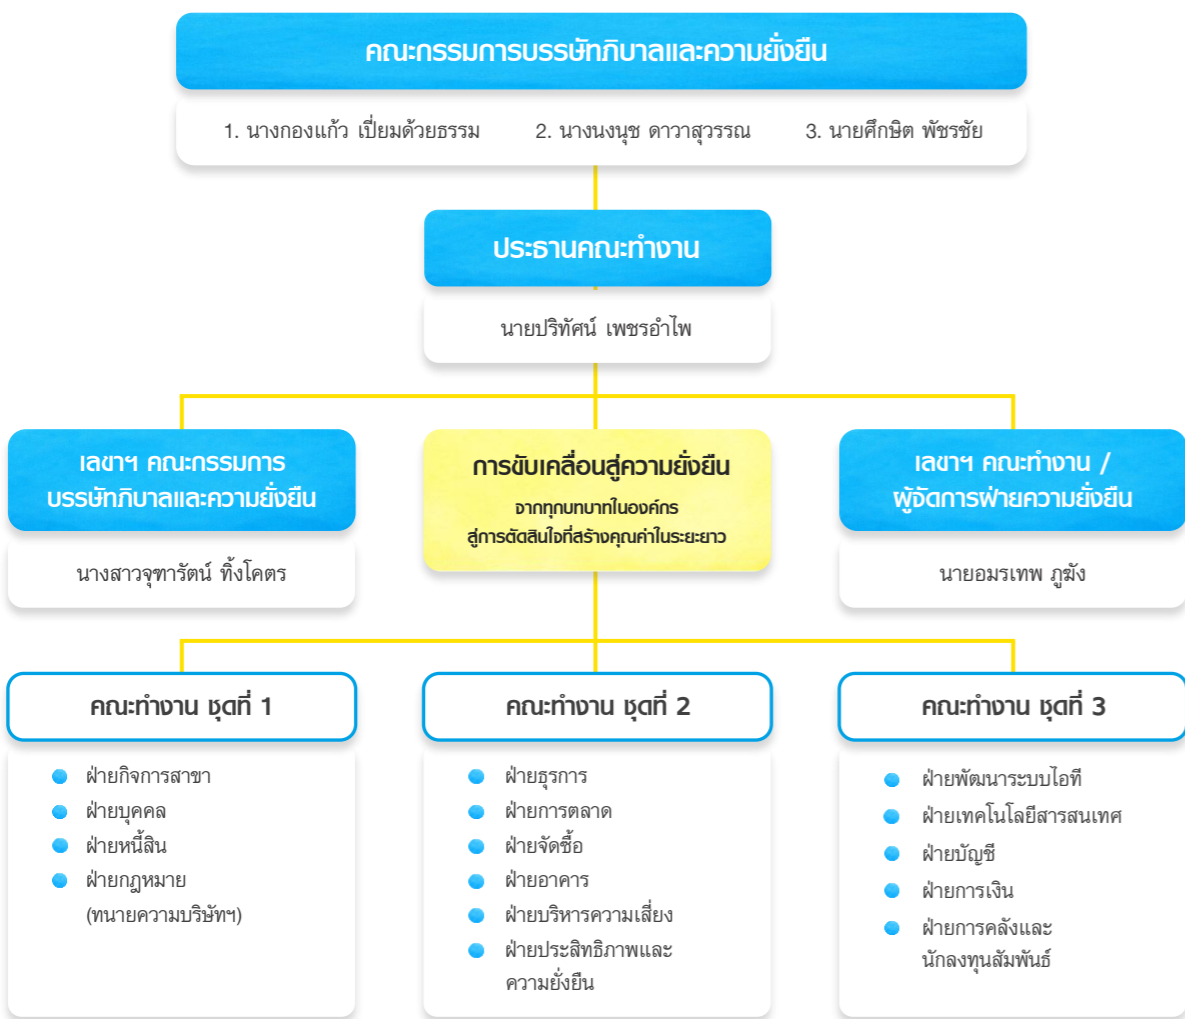 คณะกรรมการบรรษัทภิบาลและความยั่งยืน
1. นางกองแก้ว เปี่ยมด้วยธรรม 2. นางนงนุช ดาวาสุวรรณ 3. นายศึกษิต พัชรชัย
ประธานคณะทำงาน
นายปริทัศน์ เพชรอำไพ
เลขาฯ คณะกรรมการ
บรรษัทภิบาลและความยั่งยืน
นางสาวจุฑารัตน์ ทิ้งโคตร
การขับเคลื่อนสู่ความยั่งยืน
จากทุกบทบาทในองค์กร
สู่การตัดสินใจที่สร้างคุณค่าในระยะยาว
เลขาฯ คณะทำงาน /
ผู้จัดการฝ่ายความยั่งยืน
นายอมรเทพ ภูฆัง
คณะทำงาน ชุดที่ 1
ฝ่ายกิจการสาขา
ฝ่ายบุคคล
ฝ่ายหนี้สิน
ฝ่ายกฎหมาย
(ทนายความบริษัทฯ)
คณะทำงาน ชุดที่ 2
ฝ่ายธุรการ
ฝ่ายการตลาด
ฝ่ายจัดซื้อ
ฝ่ายอาคาร
ฝ่ายบริหารความเสี่ยง
ฝ่ายประสิทธิภาพและ
ความยั่งยืน
คณะทำงาน ชุดที่ 3
ฝ่ายพัฒนาระบบไอที
ฝ่ายเทคโนโลยีสารสนเทศ
ฝ่ายบัญชี
ฝ่ายการเงิน
ฝ่ายการคลังและ
นักลงทุนสัมพันธ์